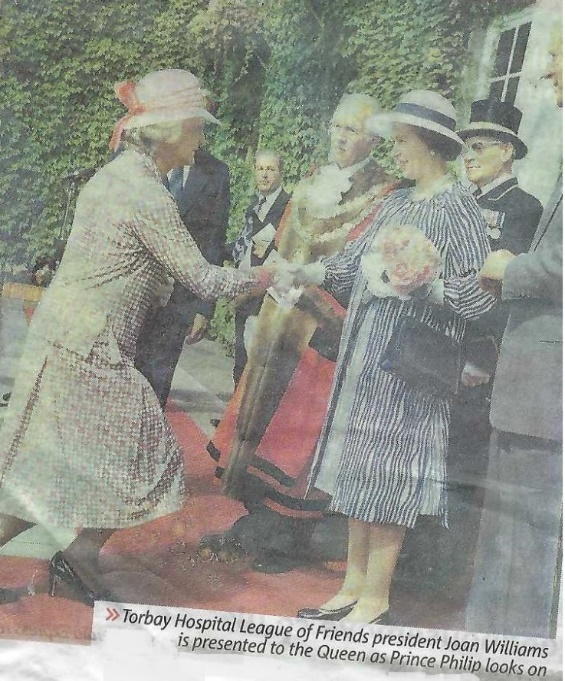 >> Torbay Hospital League of Friends president Joan Williams
is presented to the Queen as Prince Philip looks on